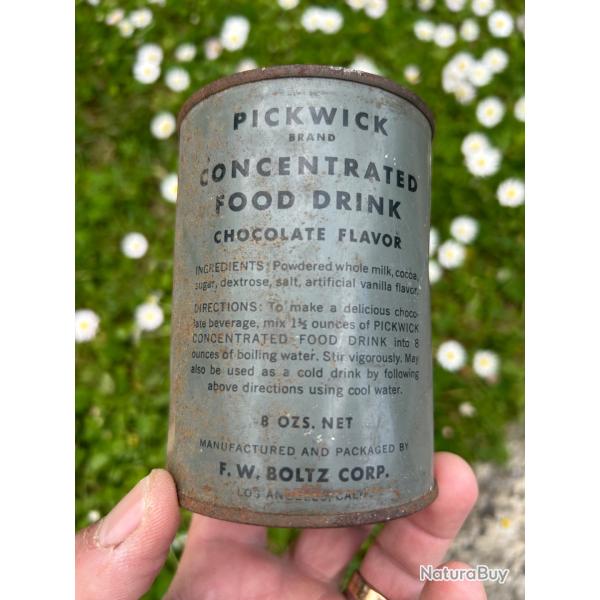 PICKWICK
BRAND
CONCENTRATED
FOOD DRINK
CHOCOLATE FLAVOR
INGREDIENTS: Powdered whole milk, cocoa,
sugar, dextrose, salt, artificial vanilla flavor.
DIRECTIONS: To make a delicious choco-
late beverage, mix 1½ ounces of PICKWICK
CONCENTRATED FOOD DRINK into 8
ounces of boiling water. Stir vigorously. May
also be used as a cold drink by following
above directions using cool water.
8 OZS. NET
MANUFACTURED AND PACKAGED BY
F. W. BOLTZ CORP.
LOS ANGELES, CALIF.
NaturaBuy